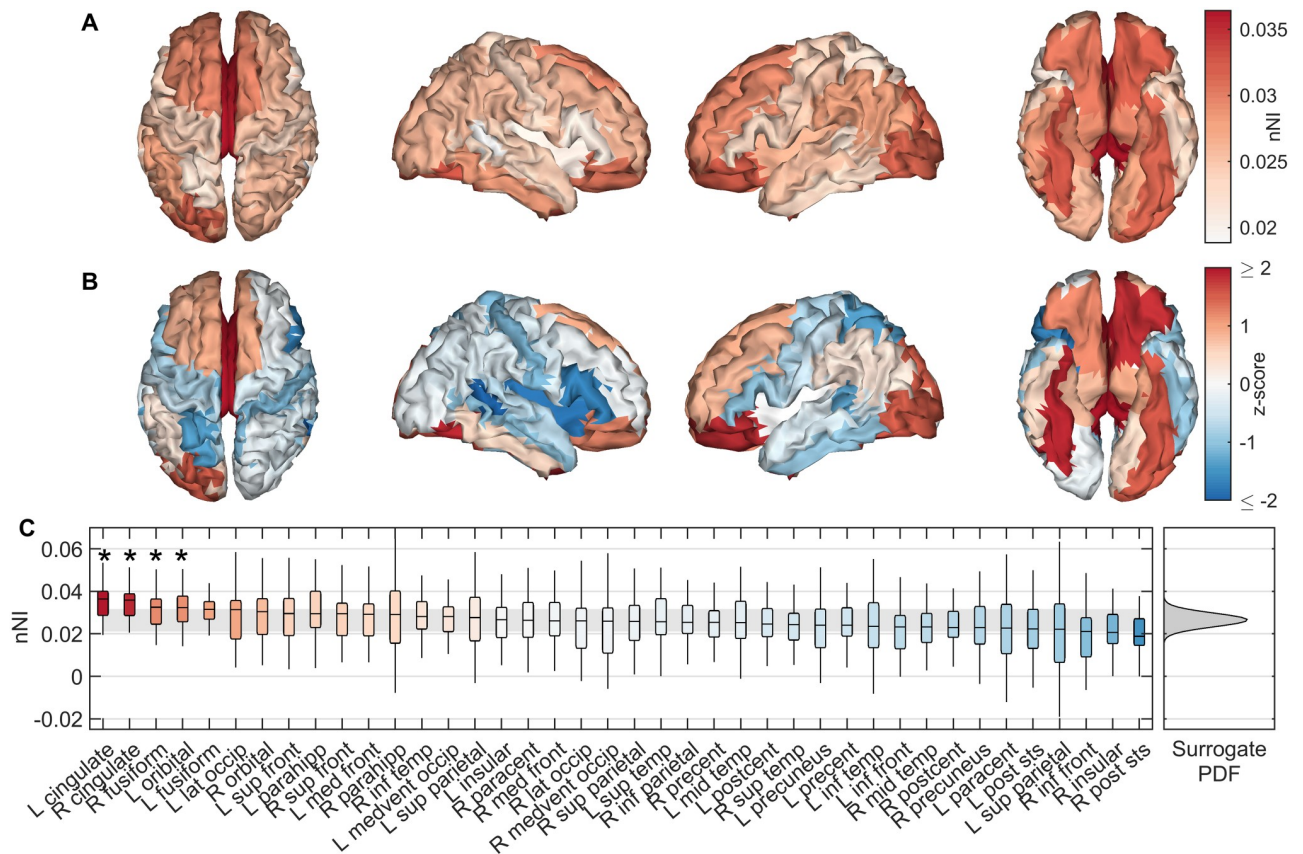 A
0.035
0.03
0.025
0.02
nNI
B
≥ 2
1
0
-1
≤ -2
z-score
C
0.06
0.04
0.02
0
-0.02
nNI
* * * *
L cingulate
R cingulate
R fusiform
L orbital
L fusiform
L lat occip
R orbital
L sup front
L parahipp
R sup front
L med front
R parahipp
R inf temp
L medvent occip
L sup parietal
L insular
R paracent
R med front
R lat occip
R medvent occip
R sup parietal
L sup temp
R inf parietal
R precent
L mid temp
L postcent
R sup temp
L precuneus
L precent
L inf temp
L inf front
R mid temp
R postcent
R precuneus
L paracent
L post sts
L sup parietal
R inf front
R insular
R post sts
Surrogate
PDF